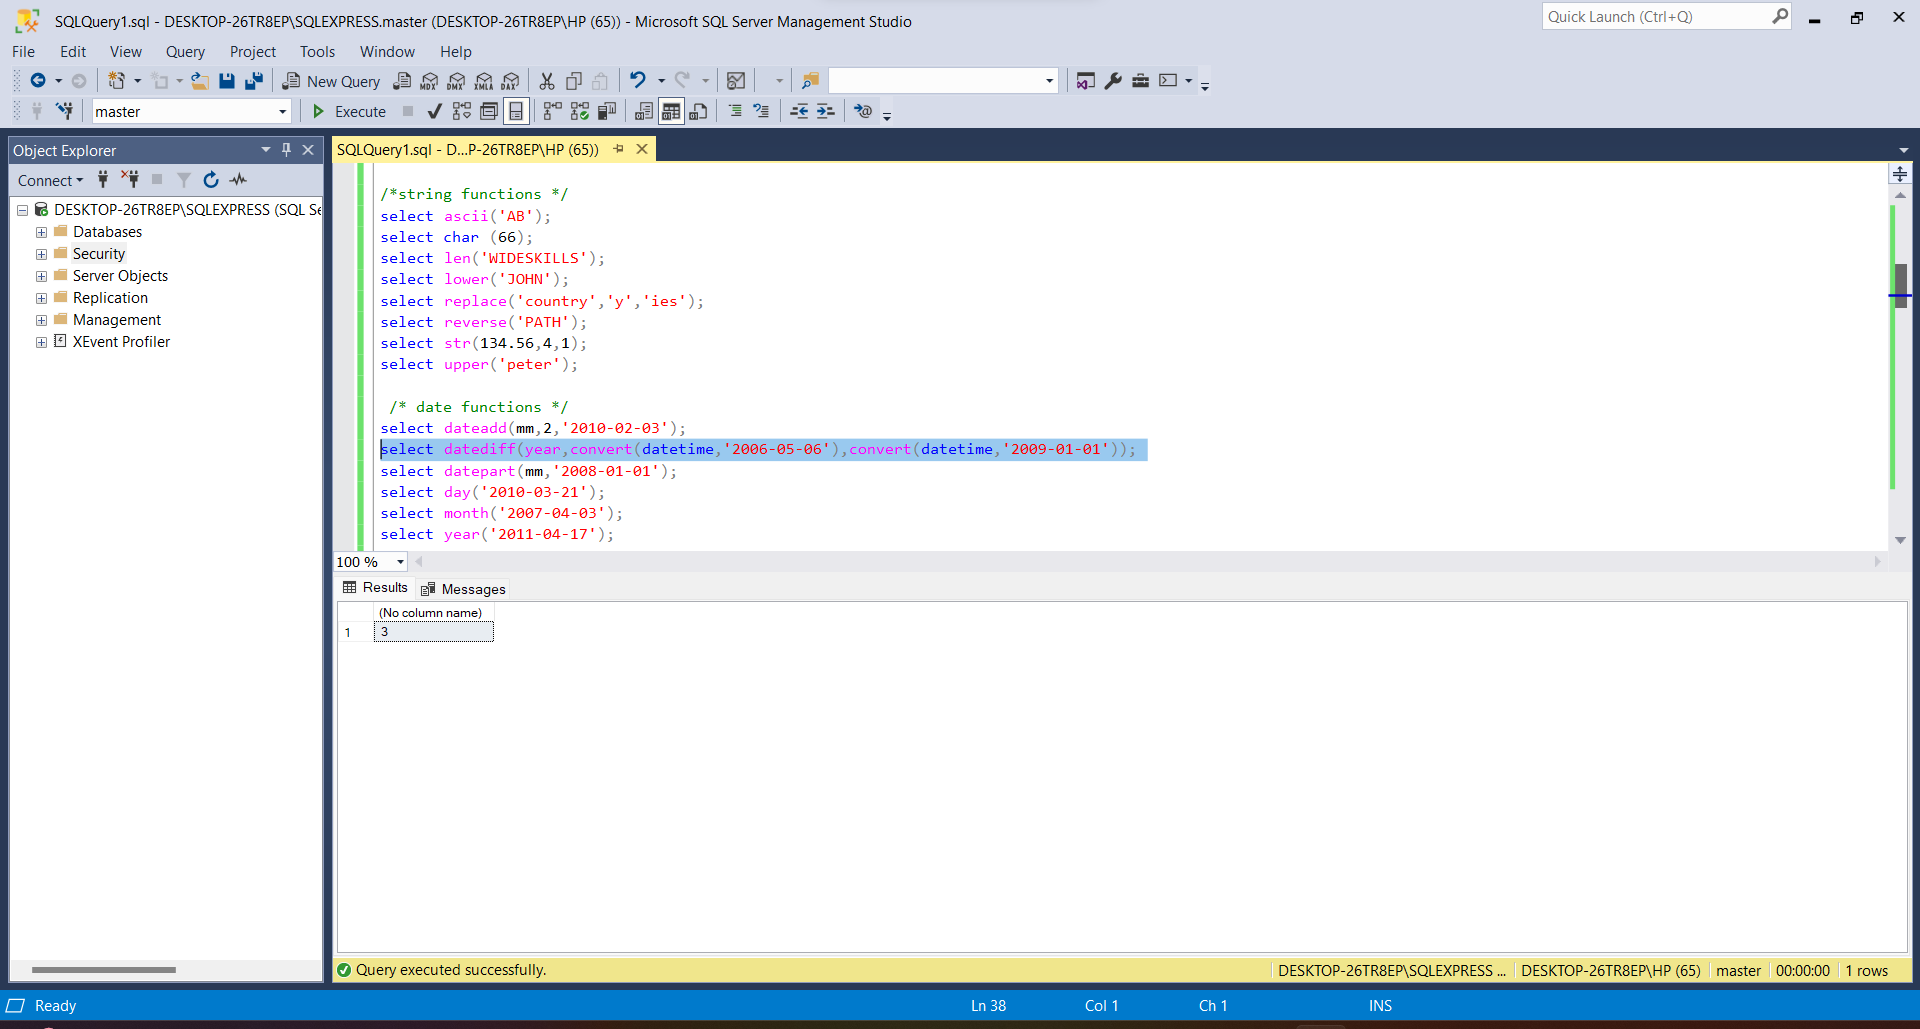 SQLQuery1.sql - DESKTOP-26TR8EP\SQLEXPRESS.master (DESKTOP-26TR8EP\HP (65)) - Microsoft SQL Server Management Studio
Quick Launch (Ctrl+Q)
File Edit View Query Project Tools Window Help
New Query MDX DMX XMLA DAX
master Execute
Object Explorer
SQLQuery1.sql - D...P-26TR8EP\HP (65))
Connect
DESKTOP-26TR8EP\SQLEXPRESS (SQL Se
Databases
Security
Server Objects
Replication
Management
XEvent Profiler
/*string functions */
select ascii('AB');
select char (66);
select len('WIDESKILLS');
select lower('JOHN');
select replace('country','y','ies');
select reverse('PATH');
select str(134.56,4,1);
select upper('peter');
/* date functions */
select dateadd(mm,2,'2010-02-03');
select datediff(year,convert(datetime,'2006-05-06'),convert(datetime,'2009-01-01'));
select datepart(mm,'2008-01-01');
select day('2010-03-21');
select month('2007-04-03');
select year('2011-04-17');
100 %
Results Messages
(No column name)
1 3
Query executed successfully. DESKTOP-26TR8EP\SQLEXPRESS ... DESKTOP-26TR8EP\HP (65) master 00:00:00 1 rows
Ready Ln 38 Col 1 Ch 1 INS